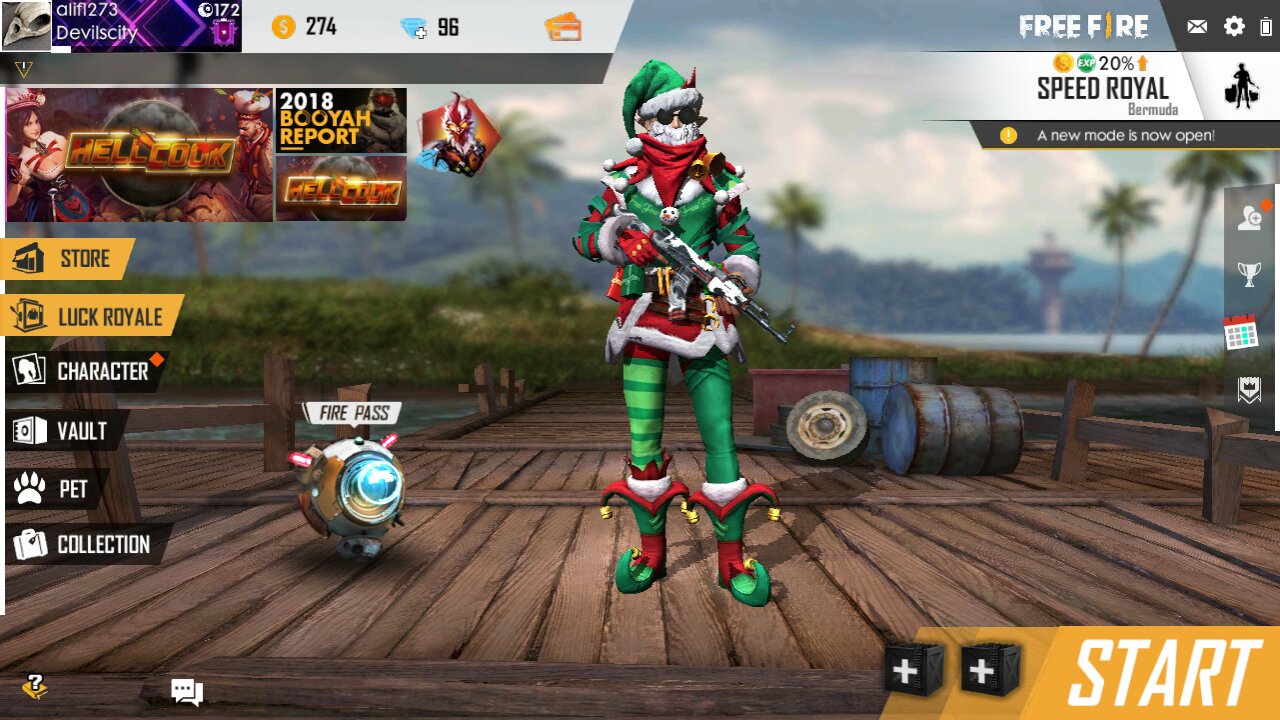 alif1273
172
Devilscity
274
96
FREE FIRE
EXP 20%
SPEED ROYAL
Bermuda
A new mode is now open!
HELL COOK
2018
BOOYAH
REPORT
HELL COOK
STORE
LUCK ROYALE
CHARACTER
VAULT
PET
COLLECTION
FIRE PASS
START